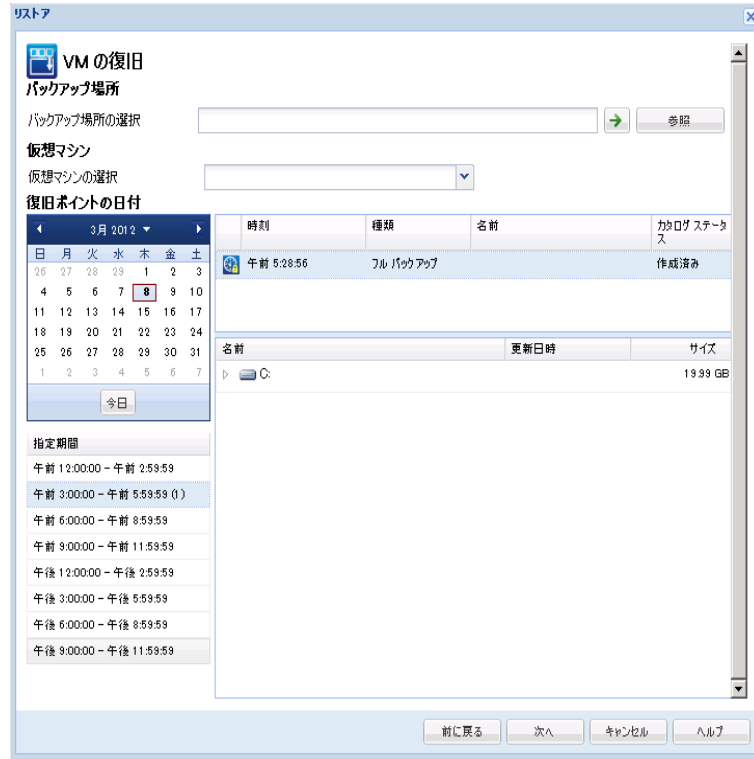 リストア
VM の復旧
バックアップ場所
バックアップ場所の選択
参照
仮想マシン
仮想マシンの選択
復旧ポイントの日付
3月 2012
日 月 火 水 木 金 土
26 27 28 29 1 2 3
4 5 6 7 8 9 10
11 12 13 14 15 16 17
18 19 20 21 22 23 24
25 26 27 28 29 30 31
1 2 3 4 5 6 7
今日
指定期間
午前 12:00:00 - 午前 2:59:59
午前 3:00:00 - 午前 5:59:59 (1)
午前 6:00:00 - 午前 8:59:59
午前 9:00:00 - 午前 11:59:59
午後 12:00:00 - 午後 2:59:59
午後 3:00:00 - 午後 5:59:59
午後 6:00:00 - 午後 8:59:59
午後 9:00:00 - 午後 11:59:59
時刻 種類 名前 カタログ ステータス
午前 5:28:56 フル バックアップ 作成済み
名前 更新日時 サイズ
C: 19.99 GB
前に戻る 次へ キャンセル ヘルプ